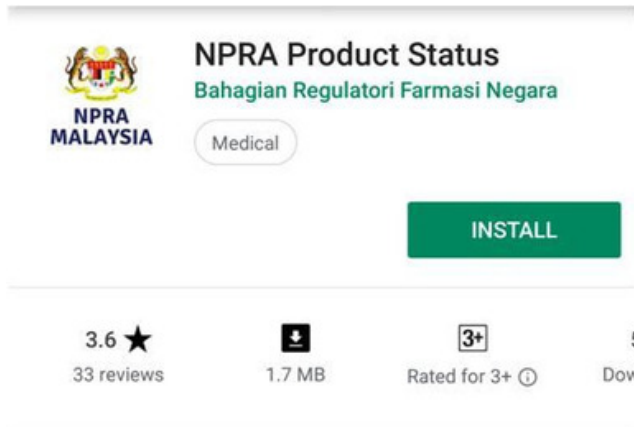 NPRA Product Status
Bahagian Regulatori Farmasi Negara
NPRA
MALAYSIA
Medical
INSTALL
3.6 ★
33 reviews
1.7 MB
3+
Rated for 3+